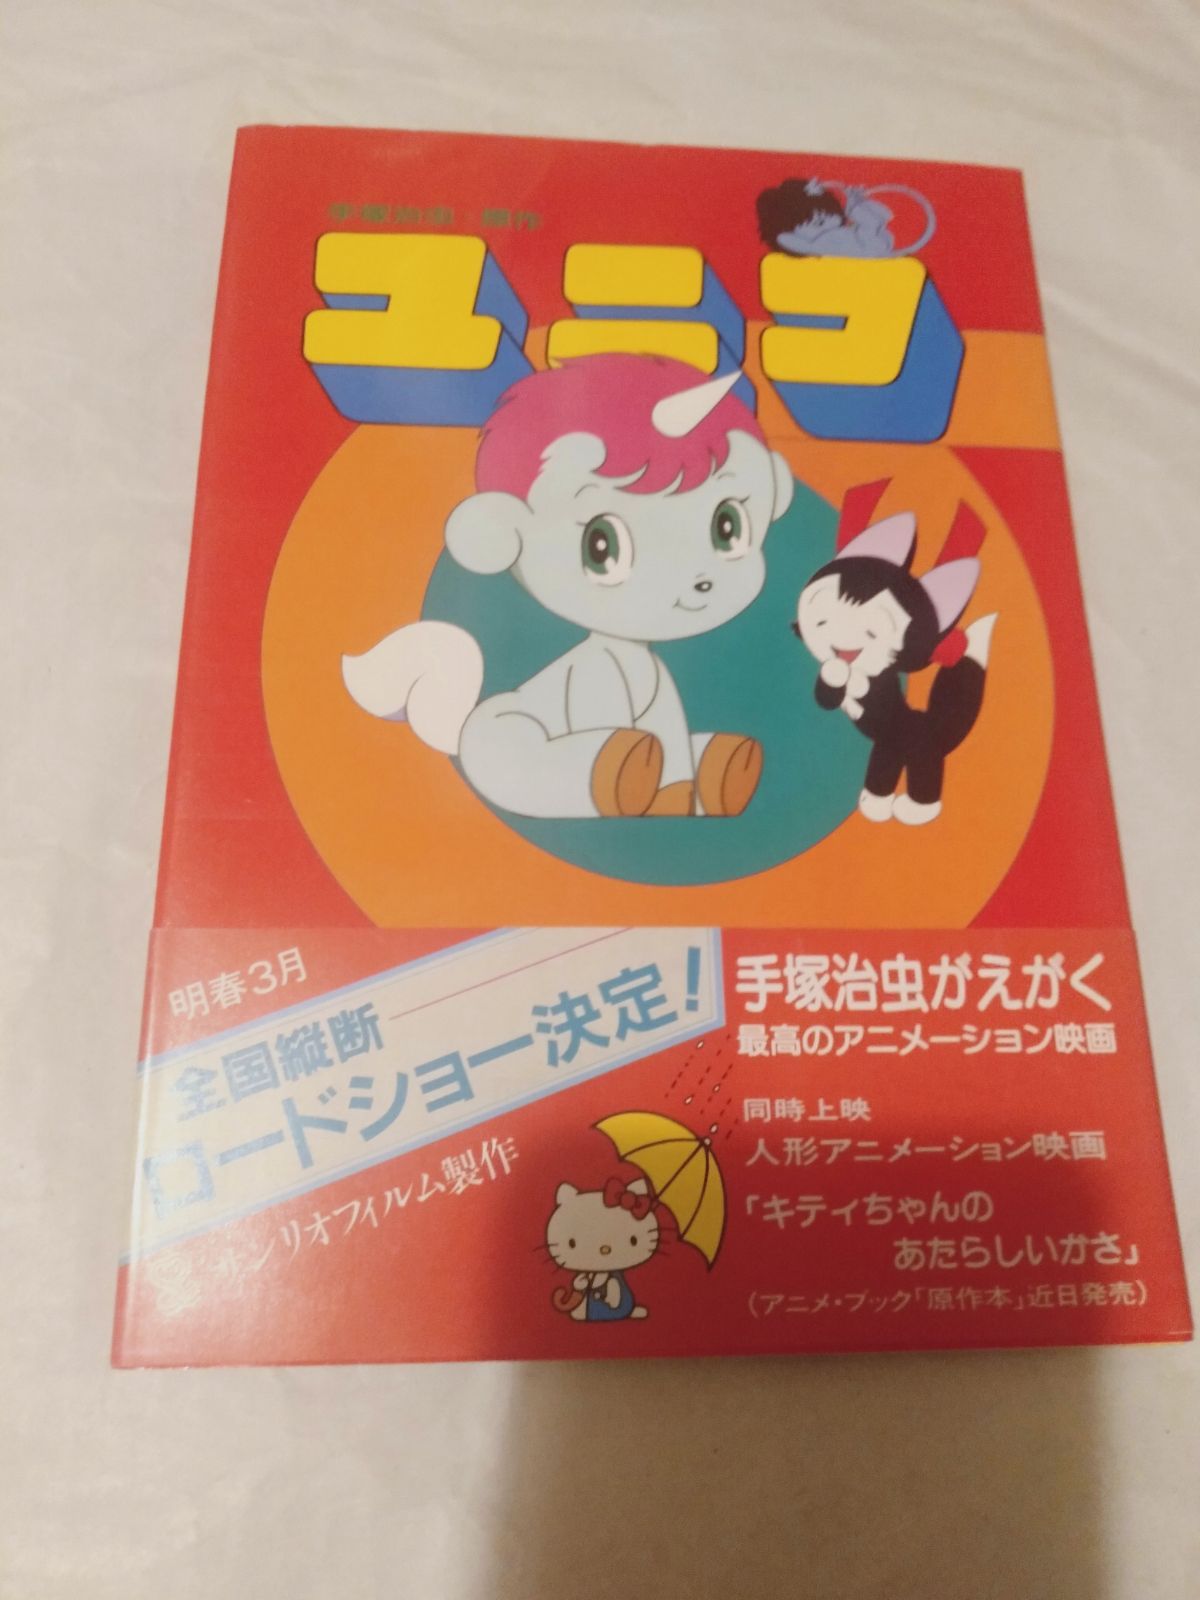 手塚治虫・原作
ユニコ
明春3月
全国縦断
ロードショー決定!
サンリオフィルム製作
手塚治虫がえがく
最高のアニメーション映画
同時上映
人形アニメーション映画
「キティちゃんの
あたらしいかさ」
(アニメ・ブック「原作本」近日発売)